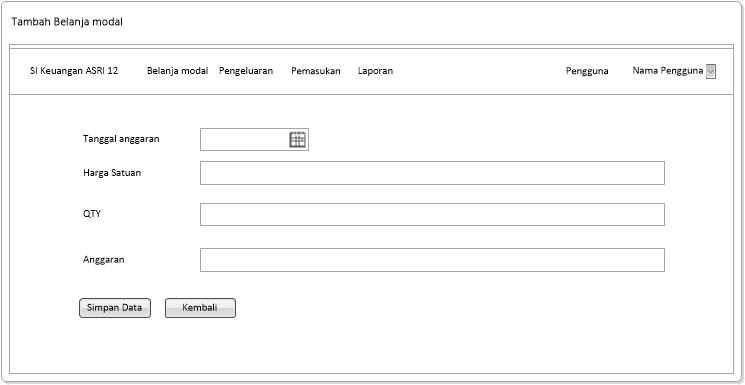 Tambah Belanja modal
SI Keuangan ASRI 12 Belanja modal Pengeluaran Pemasukan Laporan Pengguna Nama Pengguna
Tanggal anggaran
Harga Satuan
QTY
Anggaran
Simpan Data Kembali